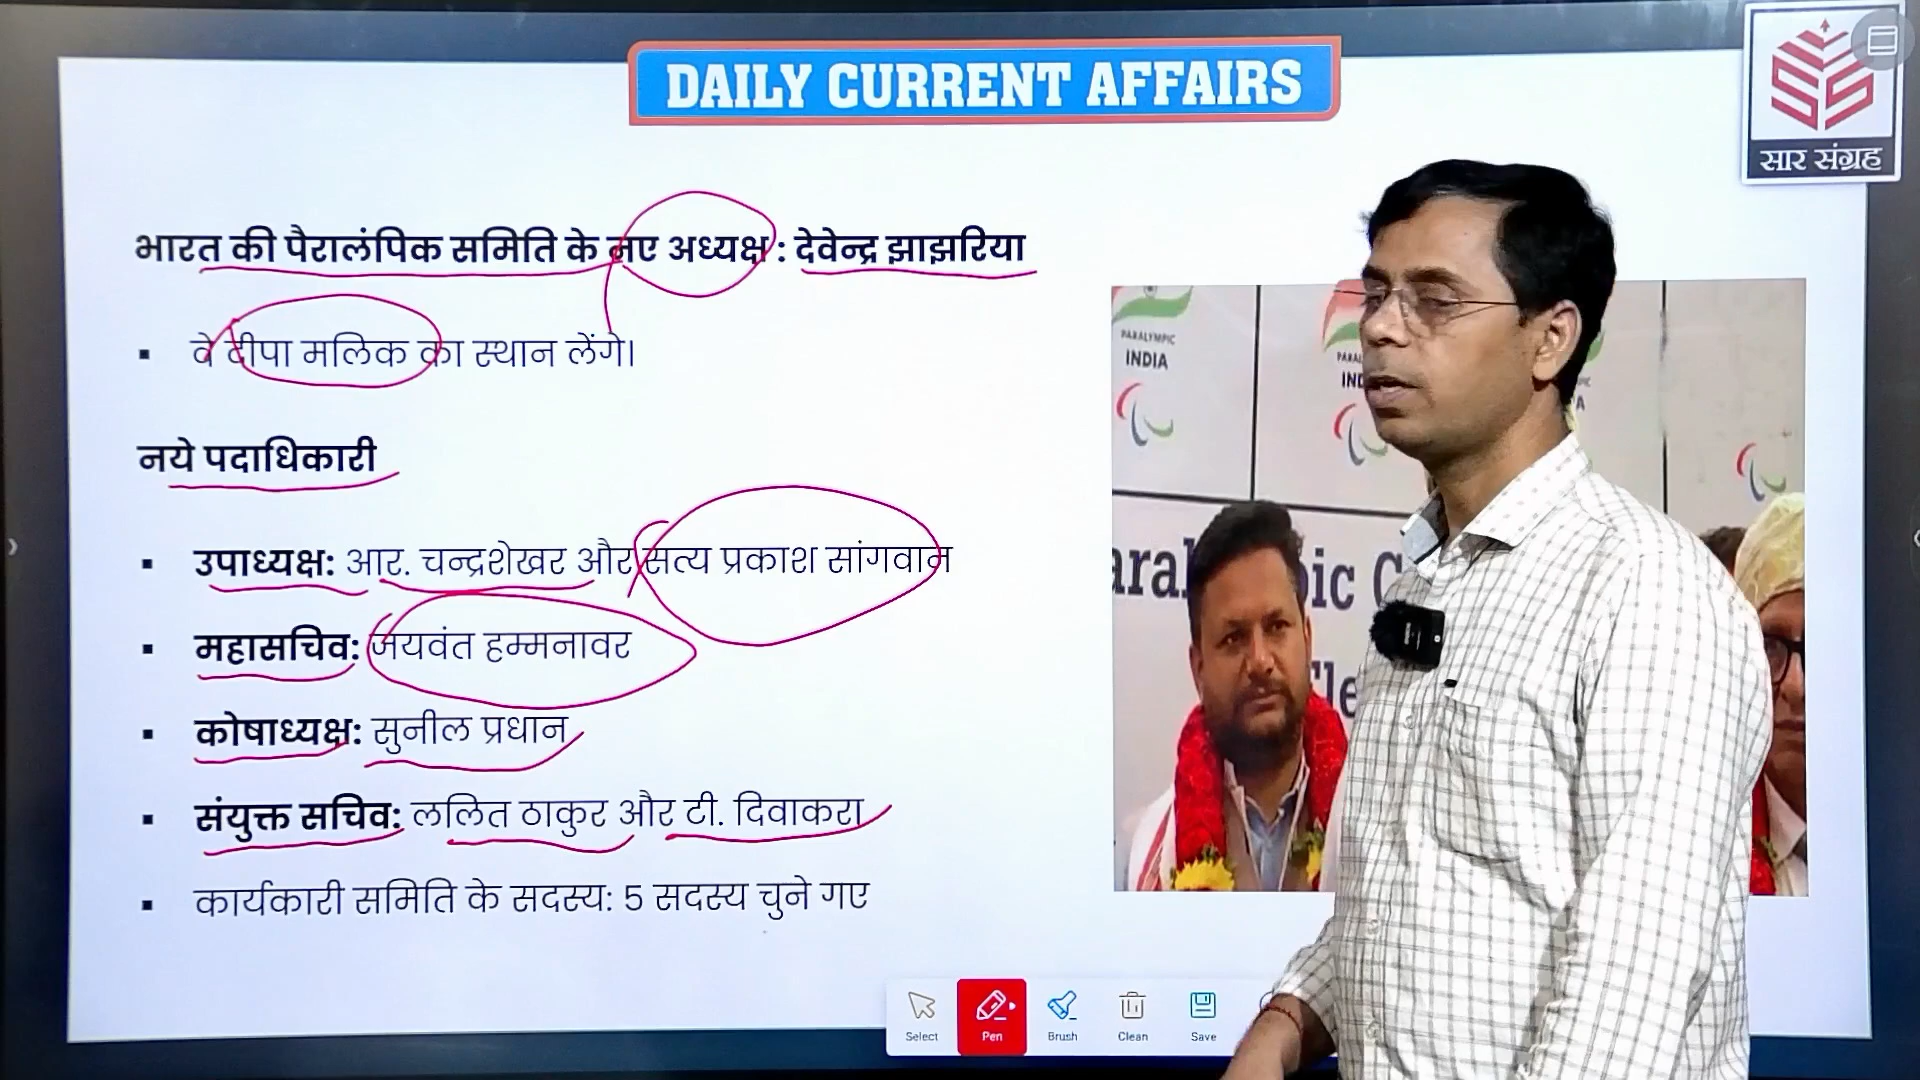 DAILY CURRENT AFFAIRS
सार संग्रह
भारत की पैरालंपिक समिति के नए अध्यक्ष : देवेन्द्र झाझरिया
वे दीपा मलिक का स्थान लेंगे।
नये पदाधिकारी
उपाध्यक्ष: आर. चन्द्रशेखर और सत्य प्रकाश सांगवान
महासचिव: जयवंत हम्मनावर
कोषाध्यक्ष: सुनील प्रधान
संयुक्त सचिव: ललित ठाकुर और टी. दिवाकरा
कार्यकारी समिति के सदस्य: 5 सदस्य चुने गए
PARALYMPIC
INDIA
Select Pen Brush Clean Save